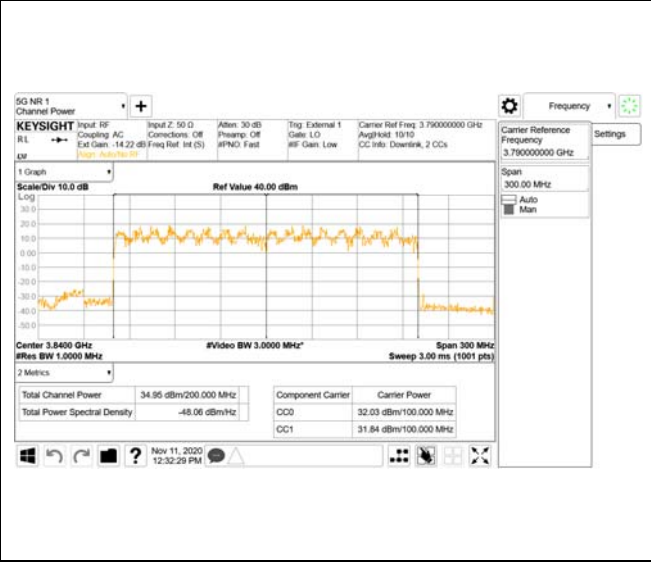 5G NR 1
Channel Power
Frequency
KEYSIGHT
Input: RF
Input Z: 50 Ω
Atten: 30 dB
Trig: External 1
Carrier Ref Freq: 3.790000000 GHz
RL
Coupling: AC
Corrections: Off
Preamp: Off
Gate: LO
Avg|Hold: 10/10
Ext Gain: -14.22 dB
Freq Ref: Int (S)
#PNO: Fast
#IF Gain: Low
CC Info: Downlink, 2 CCs
Align: Auto/No RF
Carrier Reference
Frequency
3.790000000 GHz
Settings
Span
300.00 MHz
Auto
Man
1 Graph
Scale/Div 10.0 dB
Ref Value 40.00 dBm
Log
30.0
20.0
10.0
0.00
-10.0
-20.0
-30.0
-40.0
-50.0
Center 3.8400 GHz
#Video BW 3.0000 MHz*
Span 300 MHz
#Res BW 1.0000 MHz
Sweep 3.00 ms (1001 pts)
2 Metrics
Total Channel Power
34.95 dBm/200.000 MHz
Total Power Spectral Density
-48.06 dBm/Hz
Component Carrier
Carrier Power
CC0
32.03 dBm/100.000 MHz
CC1
31.84 dBm/100.000 MHz
Nov 11, 2020
12:32:29 PM